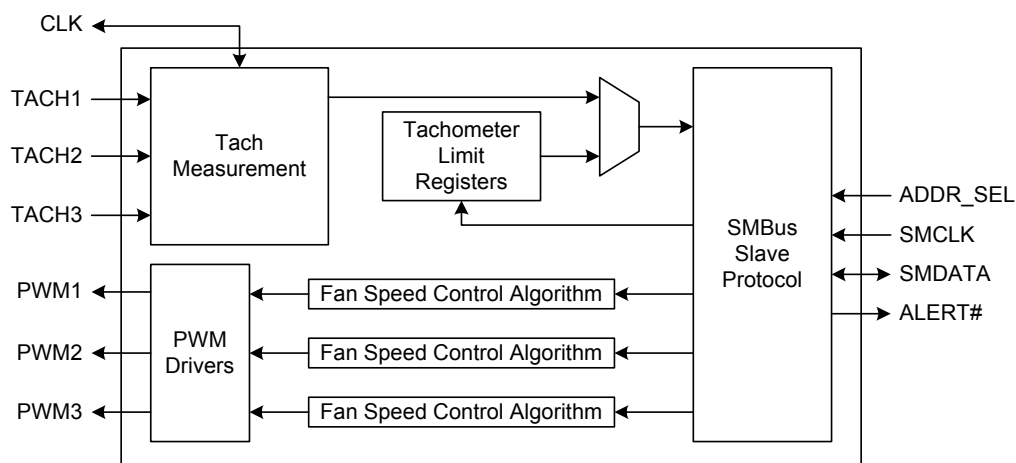 CLK
TACH1
TACH2
TACH3
Tach
Measurement
Tachometer
Limit
Registers
SMBus
Slave
Protocol
ADDR_SEL
SMCLK
SMDATA
ALERT#
PWM1
PWM2
PWM3
PWM
Drivers
Fan Speed Control Algorithm
Fan Speed Control Algorithm
Fan Speed Control Algorithm